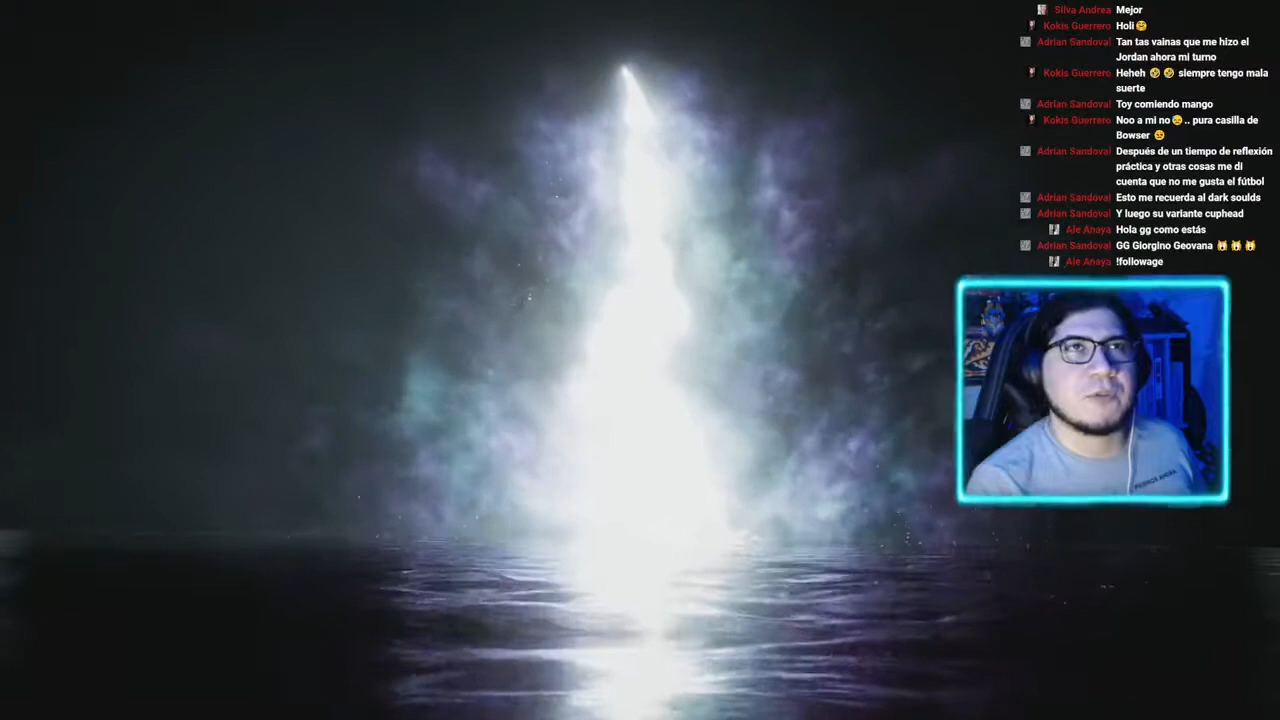 Silva Andrea Mejor
Kokis Guerrero Holi🤗
Adrian Sandoval Tan tas vainas que me hizo el
Jordan ahora mi turno
Kokis Guerrero Heheh 🤣 🤣 siempre tengo mala
suerte
Adrian Sandoval Toy comiendo mango
Kokis Guerrero Noo a mi no😓.. pura casilla de
Bowser 😖
Adrian Sandoval Después de un tiempo de reflexión
práctica y otras cosas me di
cuenta que no me gusta el fútbol
Adrian Sandoval Esto me recuerda al dark soulds
Adrian Sandoval Y luego su variante cuphead
Ale Anaya Hola gg como estás
Adrian Sandoval GG Giorgino Geovana 🙀 🙀 🙀
Ale Anaya !followage